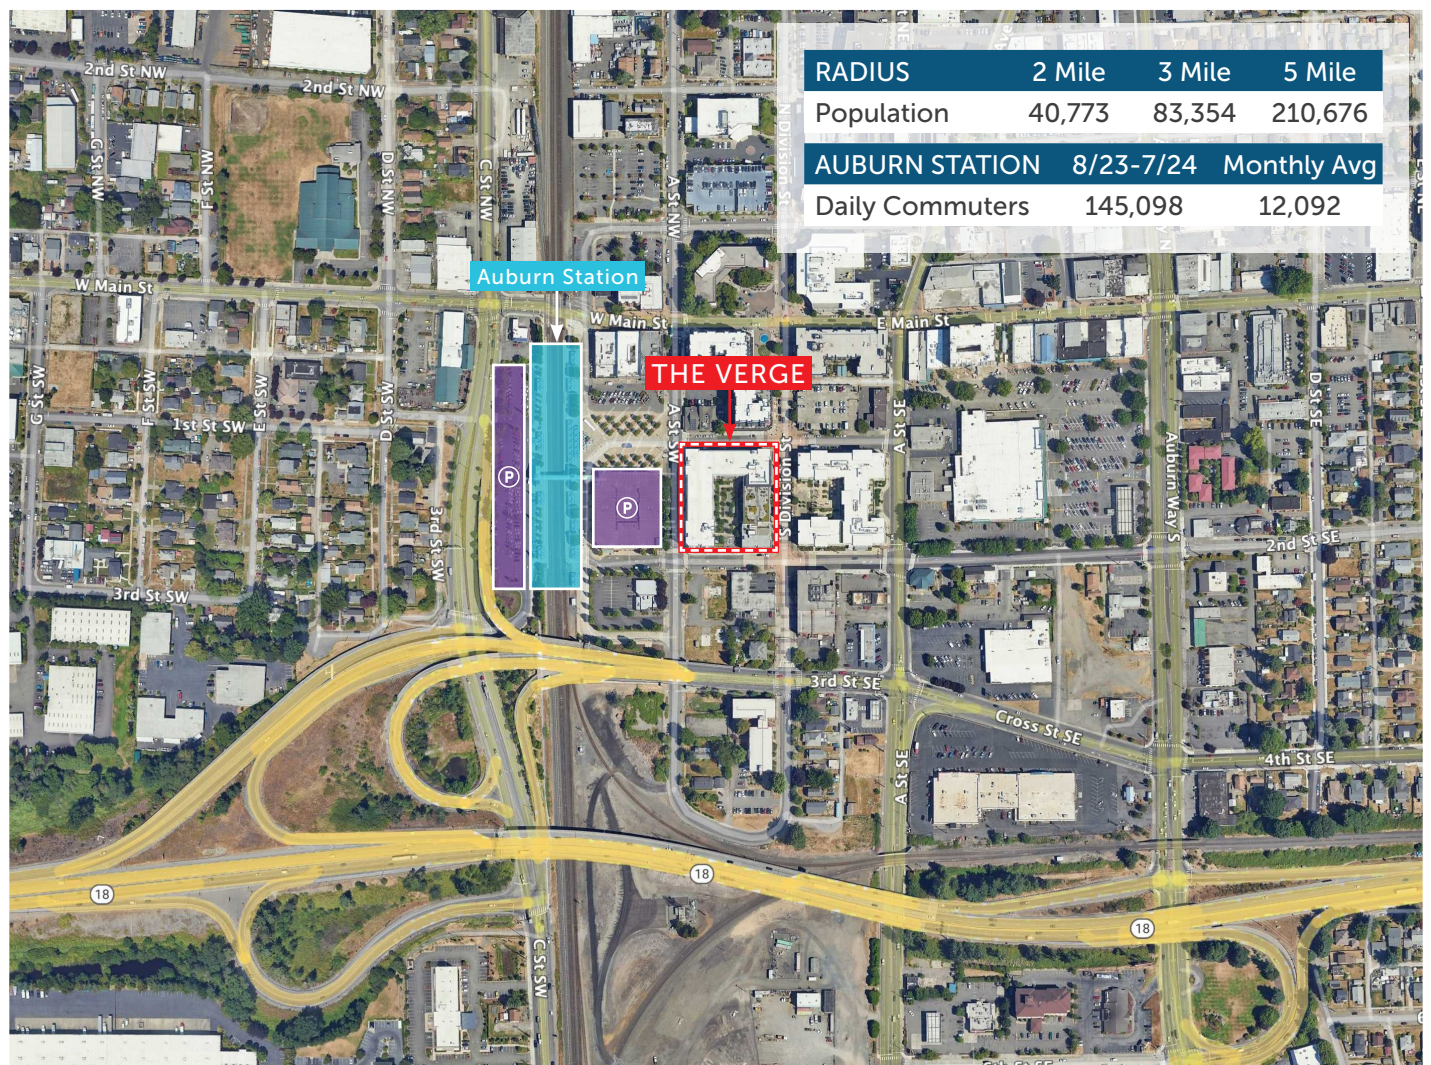 RADIUS 2 Mile 3 Mile 5 Mile
Population 40,773 83,354 210,676
AUBURN STATION 8/23-7/24 Monthly Avg
Daily Commuters 145,098 12,092
2nd St NW
2nd St NW
G St NW
F St NW
D St NW
C St NW
A St NW
N Division St
Auburn Station
W Main St
W Main St
E Main St
THE VERGE
G St SW
F St SW
E St SW
D St SW
1st St SW
A St SW
S Division St
A St SE
Auburn Way S
D St SE
P
P
3rd St SW
2nd St SE
3rd St SW
3rd St SE
Cross St SE
4th St SE
A St SE
18
18
18
C St SW